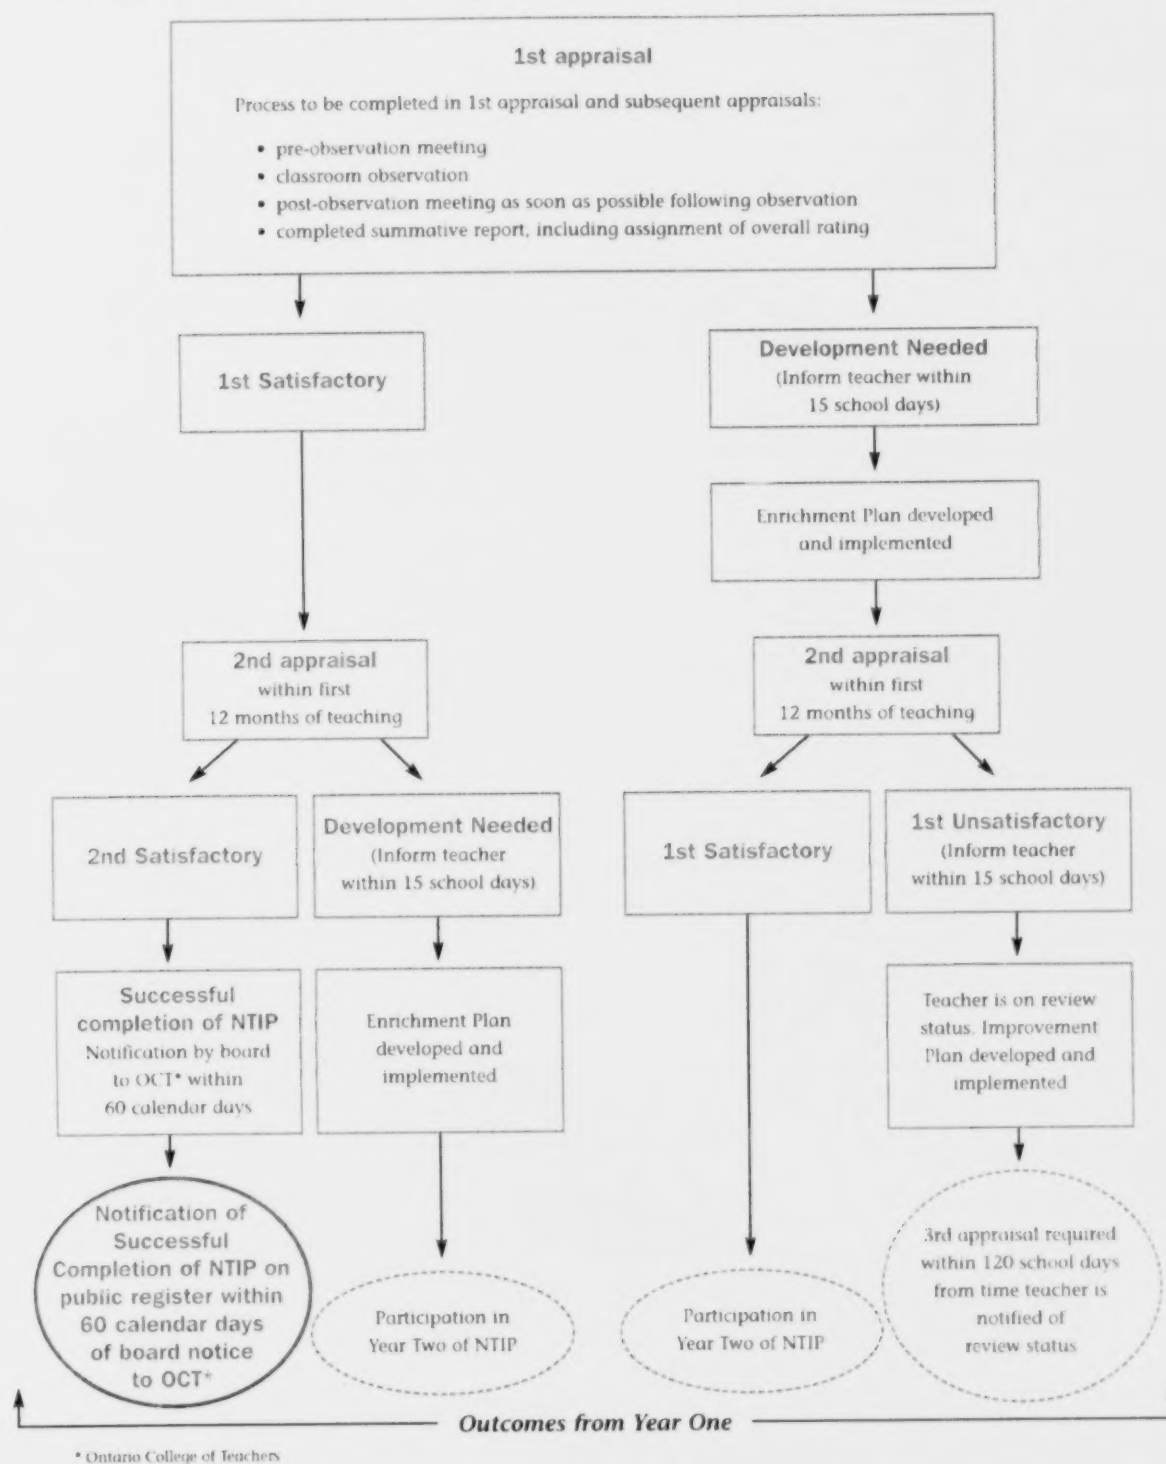 1st appraisal
Process to be completed in 1st appraisal and subsequent appraisals:
• pre-observation meeting
• classroom observation
• post-observation meeting as soon as possible following observation
• completed summative report, including assignment of overall rating
1st Satisfactory
Development Needed
(Inform teacher within
15 school days)
Enrichment Plan developed
and implemented
2nd appraisal
within first
12 months of teaching
2nd appraisal
within first
12 months of teaching
2nd Satisfactory
Development Needed
(Inform teacher
within 15 school days)
1st Satisfactory
1st Unsatisfactory
(Inform teacher
within 15 school days)
Successful
completion of NTIP
Notification by board
to OCT* within
60 calendar days
Enrichment Plan
developed and
implemented
Teacher is on review
status. Improvement
Plan developed and
implemented
Notification of
Successful
Completion of NTIP on
public register within
60 calendar days
of board notice
to OCT*
Participation in
Year Two of NTIP
Participation in
Year Two of NTIP
3rd appraisal required
within 120 school days
from time teacher is
notified of
review status
Outcomes from Year One
* Ontario College of Teachers